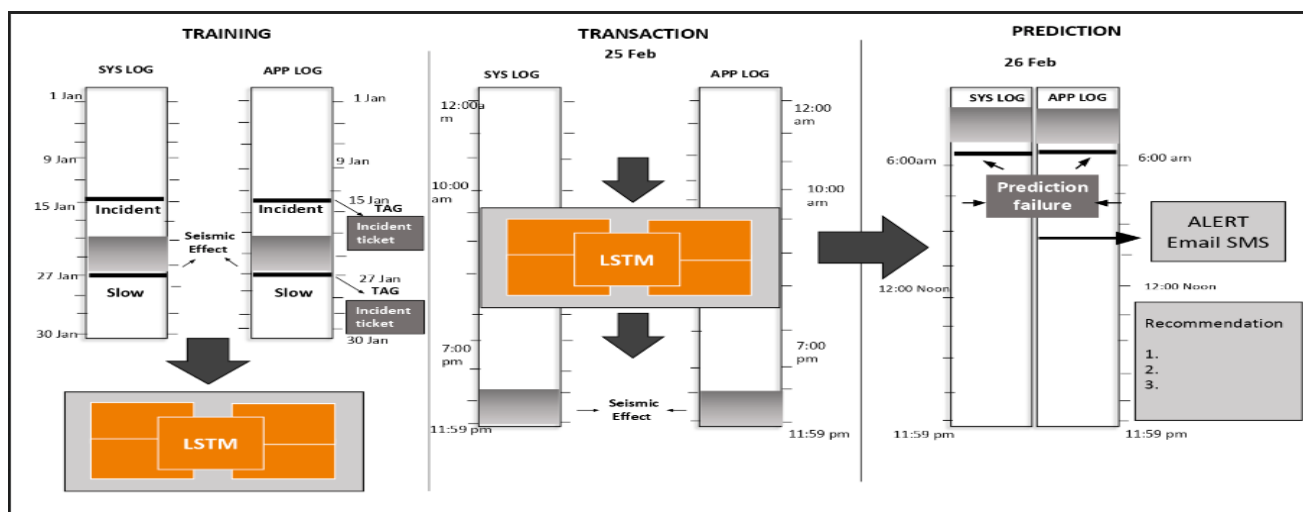 TRAINING
SYS LOG
APP LOG
1 Jan
1 Jan
9 Jan
9 Jan
15 Jan
15 Jan
Incident
Incident
TAG
Incident
ticket
Seismic
Effect
27 Jan
27 Jan
TAG
Slow
Slow
Incident
ticket
30 Jan
30 Jan
LSTM
TRANSACTION
25 Feb
SYS LOG
APP LOG
12:00a
m
12:00
am
10:00
am
10:00
am
LSTM
7:00
pm
7:00
pm
Seismic
Effect
11:59 pm
11:59 pm
PREDICTION
26 Feb
SYS LOG
APP LOG
6:00am
6:00 am
Prediction
failure
ALERT
Email SMS
12:00 Noon
12:00 Noon
Recommendation
1.
2.
3.
11:59 pm
11:59 pm